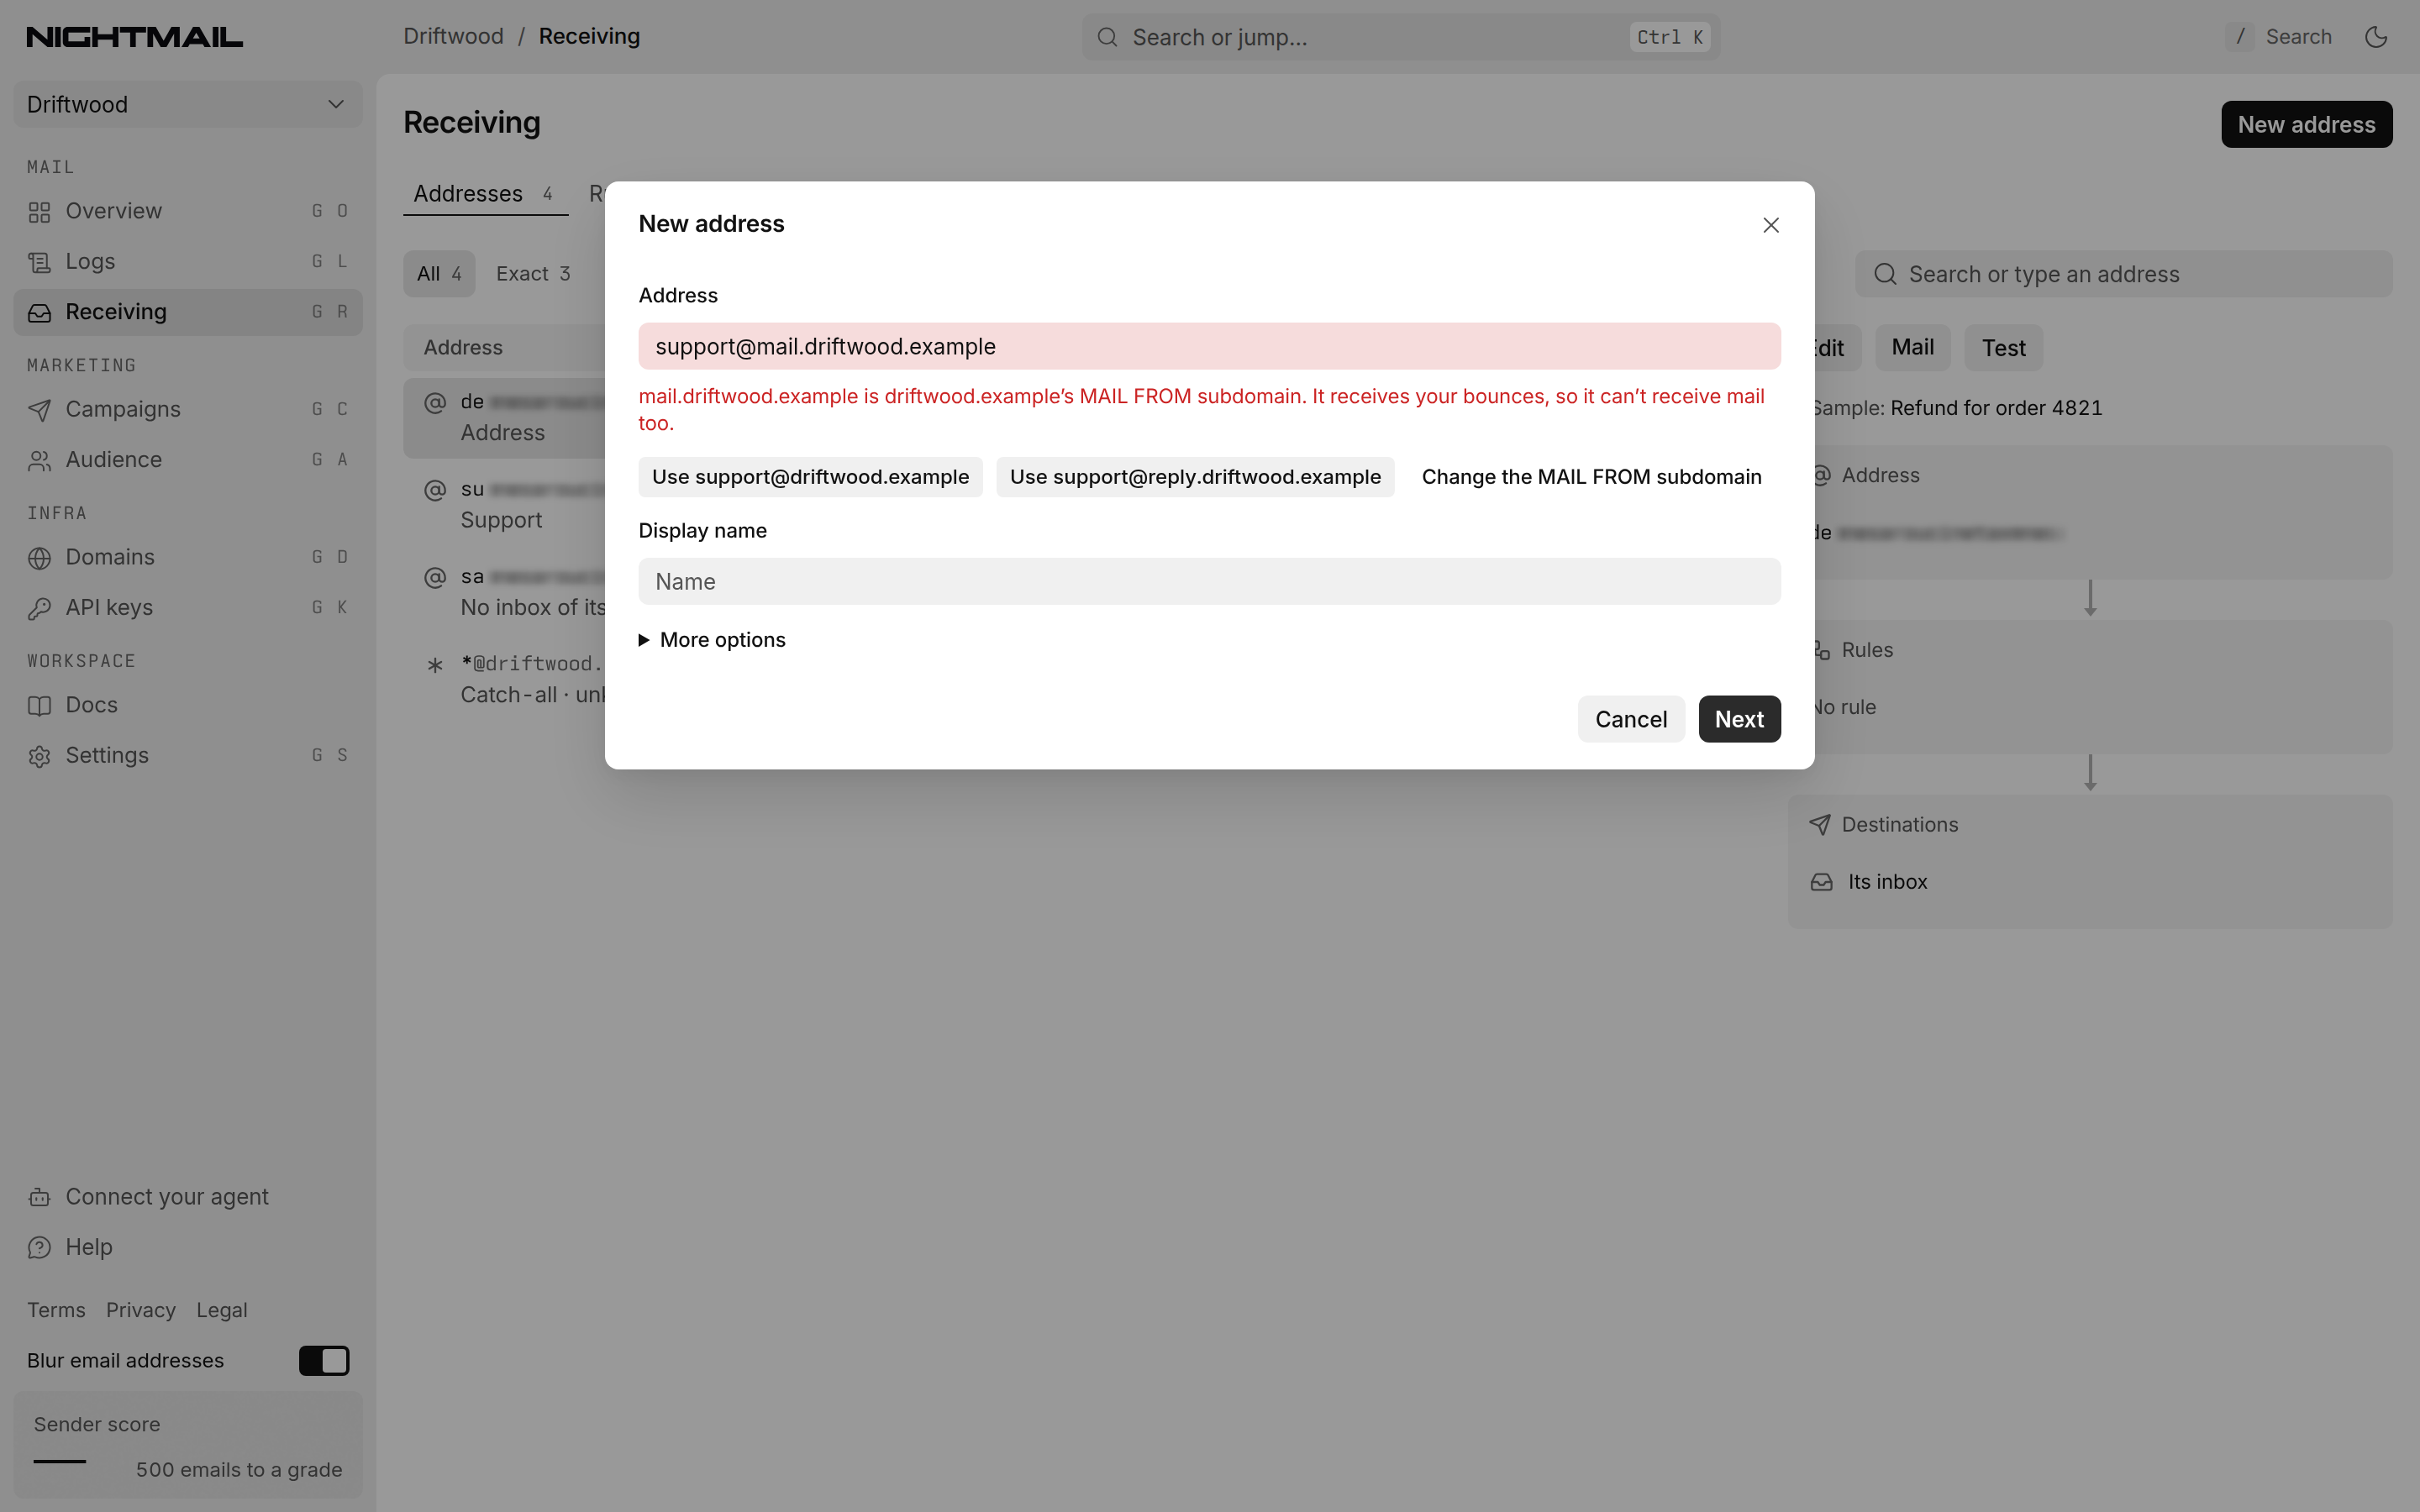 NIGHTMAIL
Driftwood / Receiving
Search or jump... Ctrl K
/ Search
Driftwood
MAIL
Overview G O
Logs G L
Receiving G R
MARKETING
Campaigns G C
Audience G A
INFRA
Domains G D
API keys G K
WORKSPACE
Docs
Settings G S
Connect your agent
Help
Terms Privacy Legal
Blur email addresses
Sender score
500 emails to a grade
Receiving
New address
Addresses 4
All 4 Exact 3
Search or type an address
Address
de
Address
su
Support
sa
No inbox of its
*@driftwood.
Catch-all · un
New address
Address
support@mail.driftwood.example
mail.driftwood.example is driftwood.example’s MAIL FROM subdomain. It receives your bounces, so it can’t receive mail
too.
Use support@driftwood.example Use support@reply.driftwood.example Change the MAIL FROM subdomain
Display name
Name
More options
Cancel Next
Edit Mail Test
Sample: Refund for order 4821
Address
de
Rules
No rule
Destinations
Its inbox